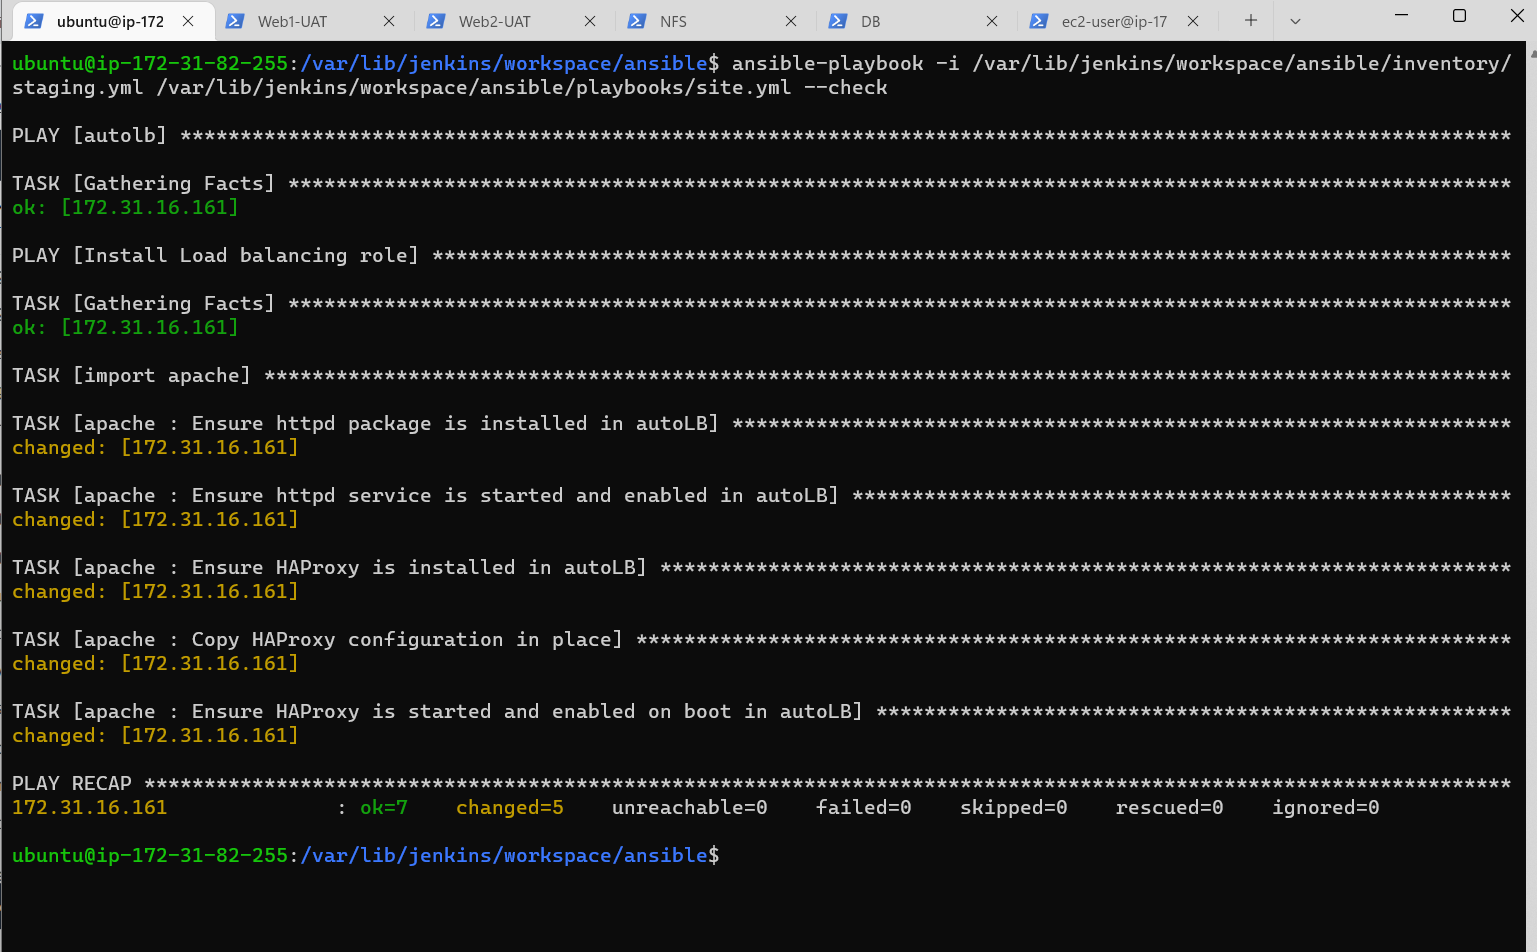 ubuntu@ip-172 Web1-UAT Web2-UAT NFS DB ec2-user@ip-17
ubuntu@ip-172-31-82-255:/var/lib/jenkins/workspace/ansible$ ansible-playbook -i /var/lib/jenkins/workspace/ansible/inventory/
staging.yml /var/lib/jenkins/workspace/ansible/playbooks/site.yml --check
PLAY [autolb] ***************************************************************************************************************
TASK [Gathering Facts] ******************************************************************************************************
ok: [172.31.16.161]
PLAY [Install Load balancing role] ******************************************************************************************
TASK [Gathering Facts] ******************************************************************************************************
ok: [172.31.16.161]
TASK [import apache] ********************************************************************************************************
TASK [apache : Ensure httpd package is installed in autoLB] *****************************************************************
changed: [172.31.16.161]
TASK [apache : Ensure httpd service is started and enabled in autoLB] *******************************************************
changed: [172.31.16.161]
TASK [apache : Ensure HAProxy is installed in autoLB] ***********************************************************************
changed: [172.31.16.161]
TASK [apache : Copy HAProxy configuration in place] *************************************************************************
changed: [172.31.16.161]
TASK [apache : Ensure HAProxy is started and enabled on boot in autoLB] *****************************************************
changed: [172.31.16.161]
PLAY RECAP ******************************************************************************************************************
172.31.16.161              : ok=7    changed=5    unreachable=0    failed=0    skipped=0    rescued=0    ignored=0
ubuntu@ip-172-31-82-255:/var/lib/jenkins/workspace/ansible$